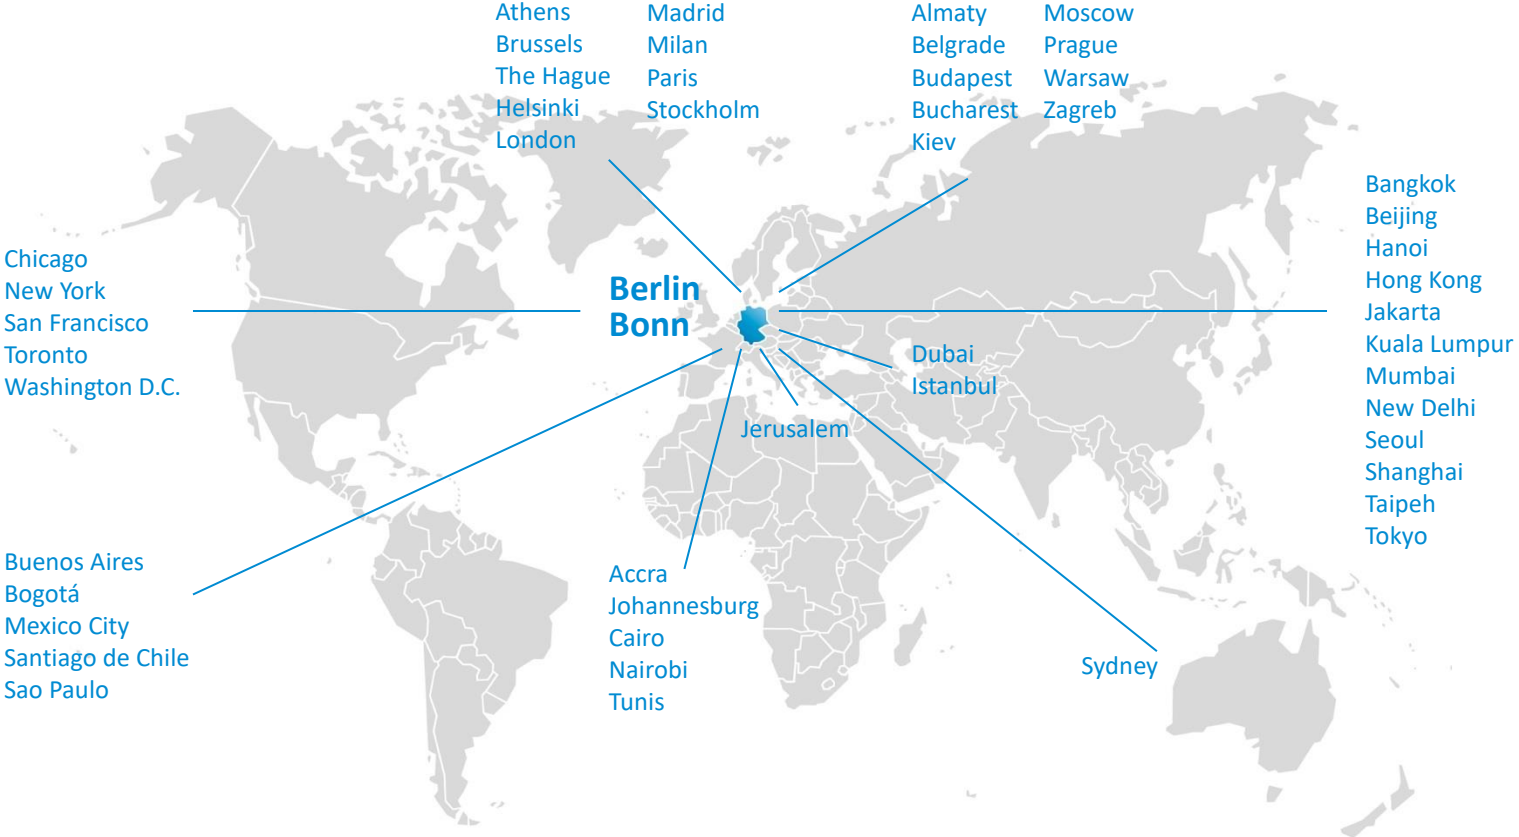 Athens
Brussels
The Hague
Helsinki
London
Madrid
Milan
Paris
Stockholm
Almaty
Belgrade
Budapest
Bucharest
Kiev
Moscow
Prague
Warsaw
Zagreb
Chicago
New York
San Francisco
Toronto
Washington D.C.
Berlin
Bonn
Dubai
Istanbul
Jerusalem
Bangkok
Beijing
Hanoi
Hong Kong
Jakarta
Kuala Lumpur
Mumbai
New Delhi
Seoul
Shanghai
Taipeh
Tokyo
Buenos Aires
Bogotá
Mexico City
Santiago de Chile
Sao Paulo
Accra
Johannesburg
Cairo
Nairobi
Tunis
Sydney